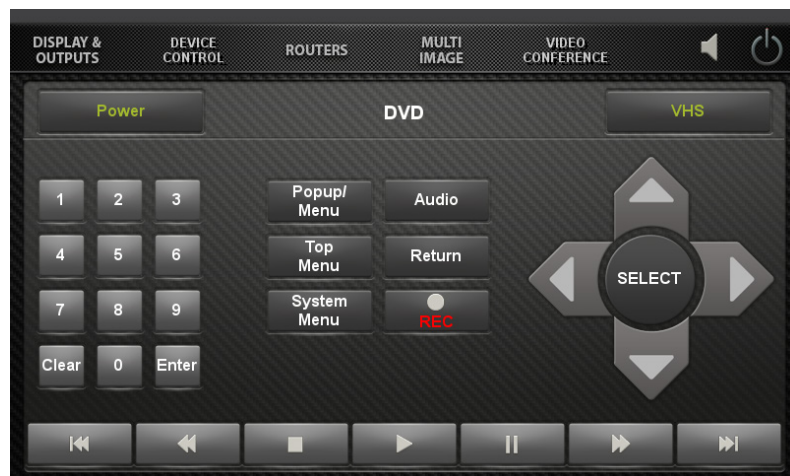 DISPLAY &
OUTPUTS
DEVICE
CONTROL
ROUTERS
MULTI
IMAGE
VIDEO
CONFERENCE
Power
DVD
VHS
1 2 3
Popup/
Menu
Audio
4 5 6
Top
Menu
Return
SELECT
7 8 9
System
Menu
REC
Clear 0 Enter